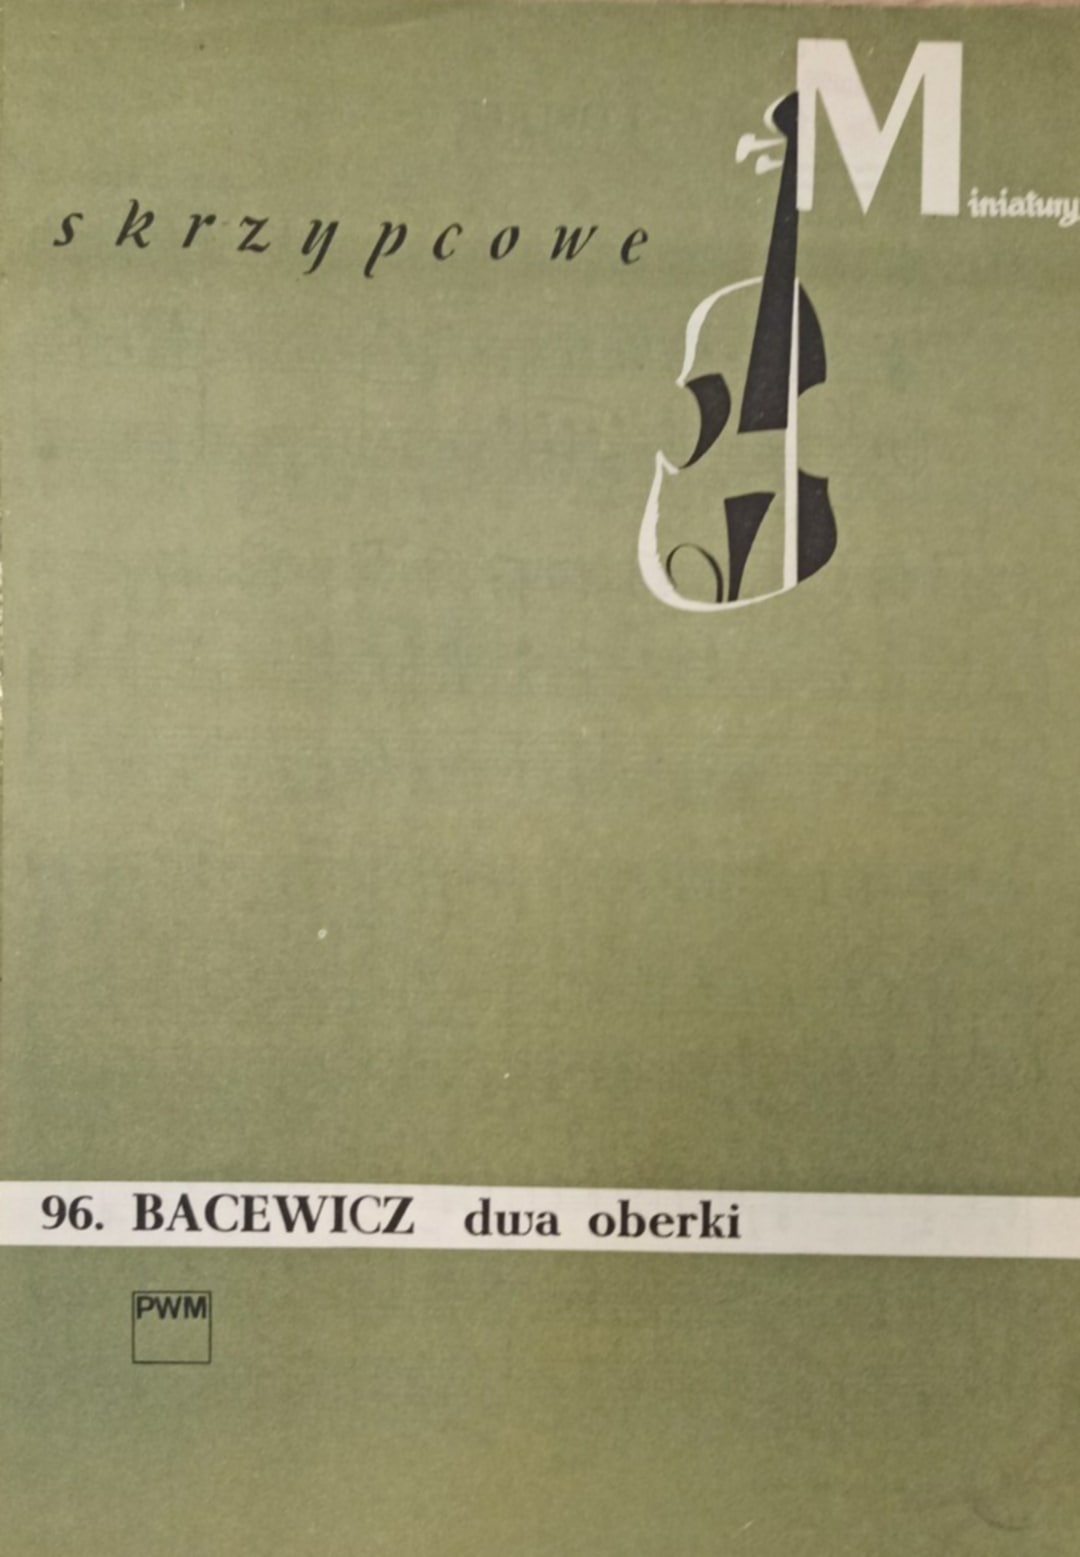 Miniatury
skrzypcowe
96. BACEWICZ dwa oberki
PWM